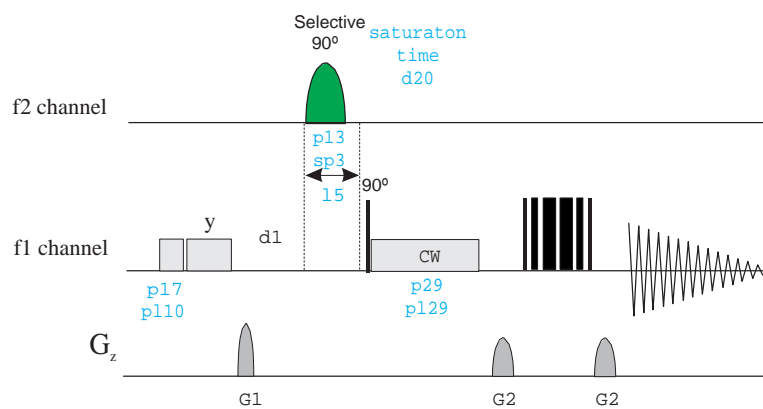 Selective
90º
saturaton
time
d20
f2 channel
p13
sp3
l5
90º
y
d1
f1 channel
CW
p17
pl10
p29
pl29
Gz
G1
G2
G2